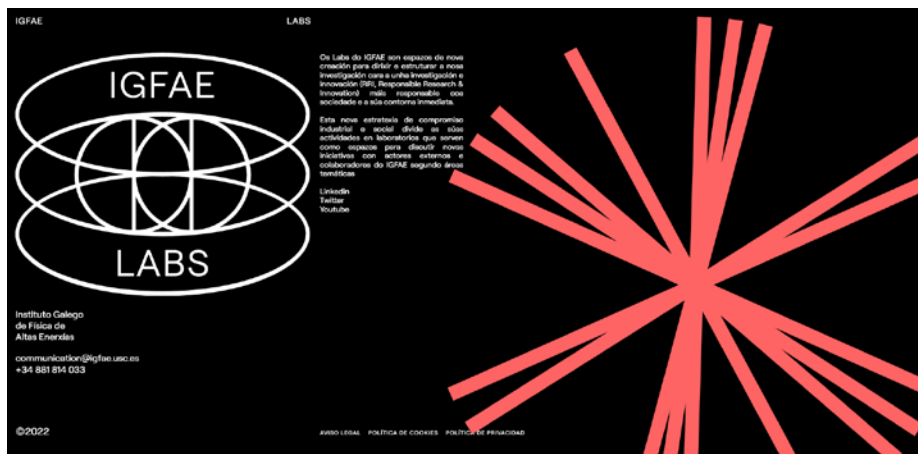 IGFAE
LABS
IGFAE
LABS
Instituto Galego
de Física de
Altas Enerxías
communication@igfae.usc.es
+34 881 814 033
©2022
Os Labs do IGFAE son espazos de nova
creación para dirixir e estruturar a nosa
investigación cara a unha investigación e
innovación (RRI, Responsible Research &
Innovation) máis responsable coa
sociedade e a súa contorna inmediata.
Esta nova estratexia de compromiso
industrial e social divide as súas
actividades en laboratorios que serven
como espazos para discutir novas
iniciativas con actores externos e
colaboradores do IGFAE segundo áreas
temáticas
Linkedin
Twitter
Youtube
AVISO LEGAL
POLÍTICA DE COOKIES
POLÍTICA DE PRIVACIDAD